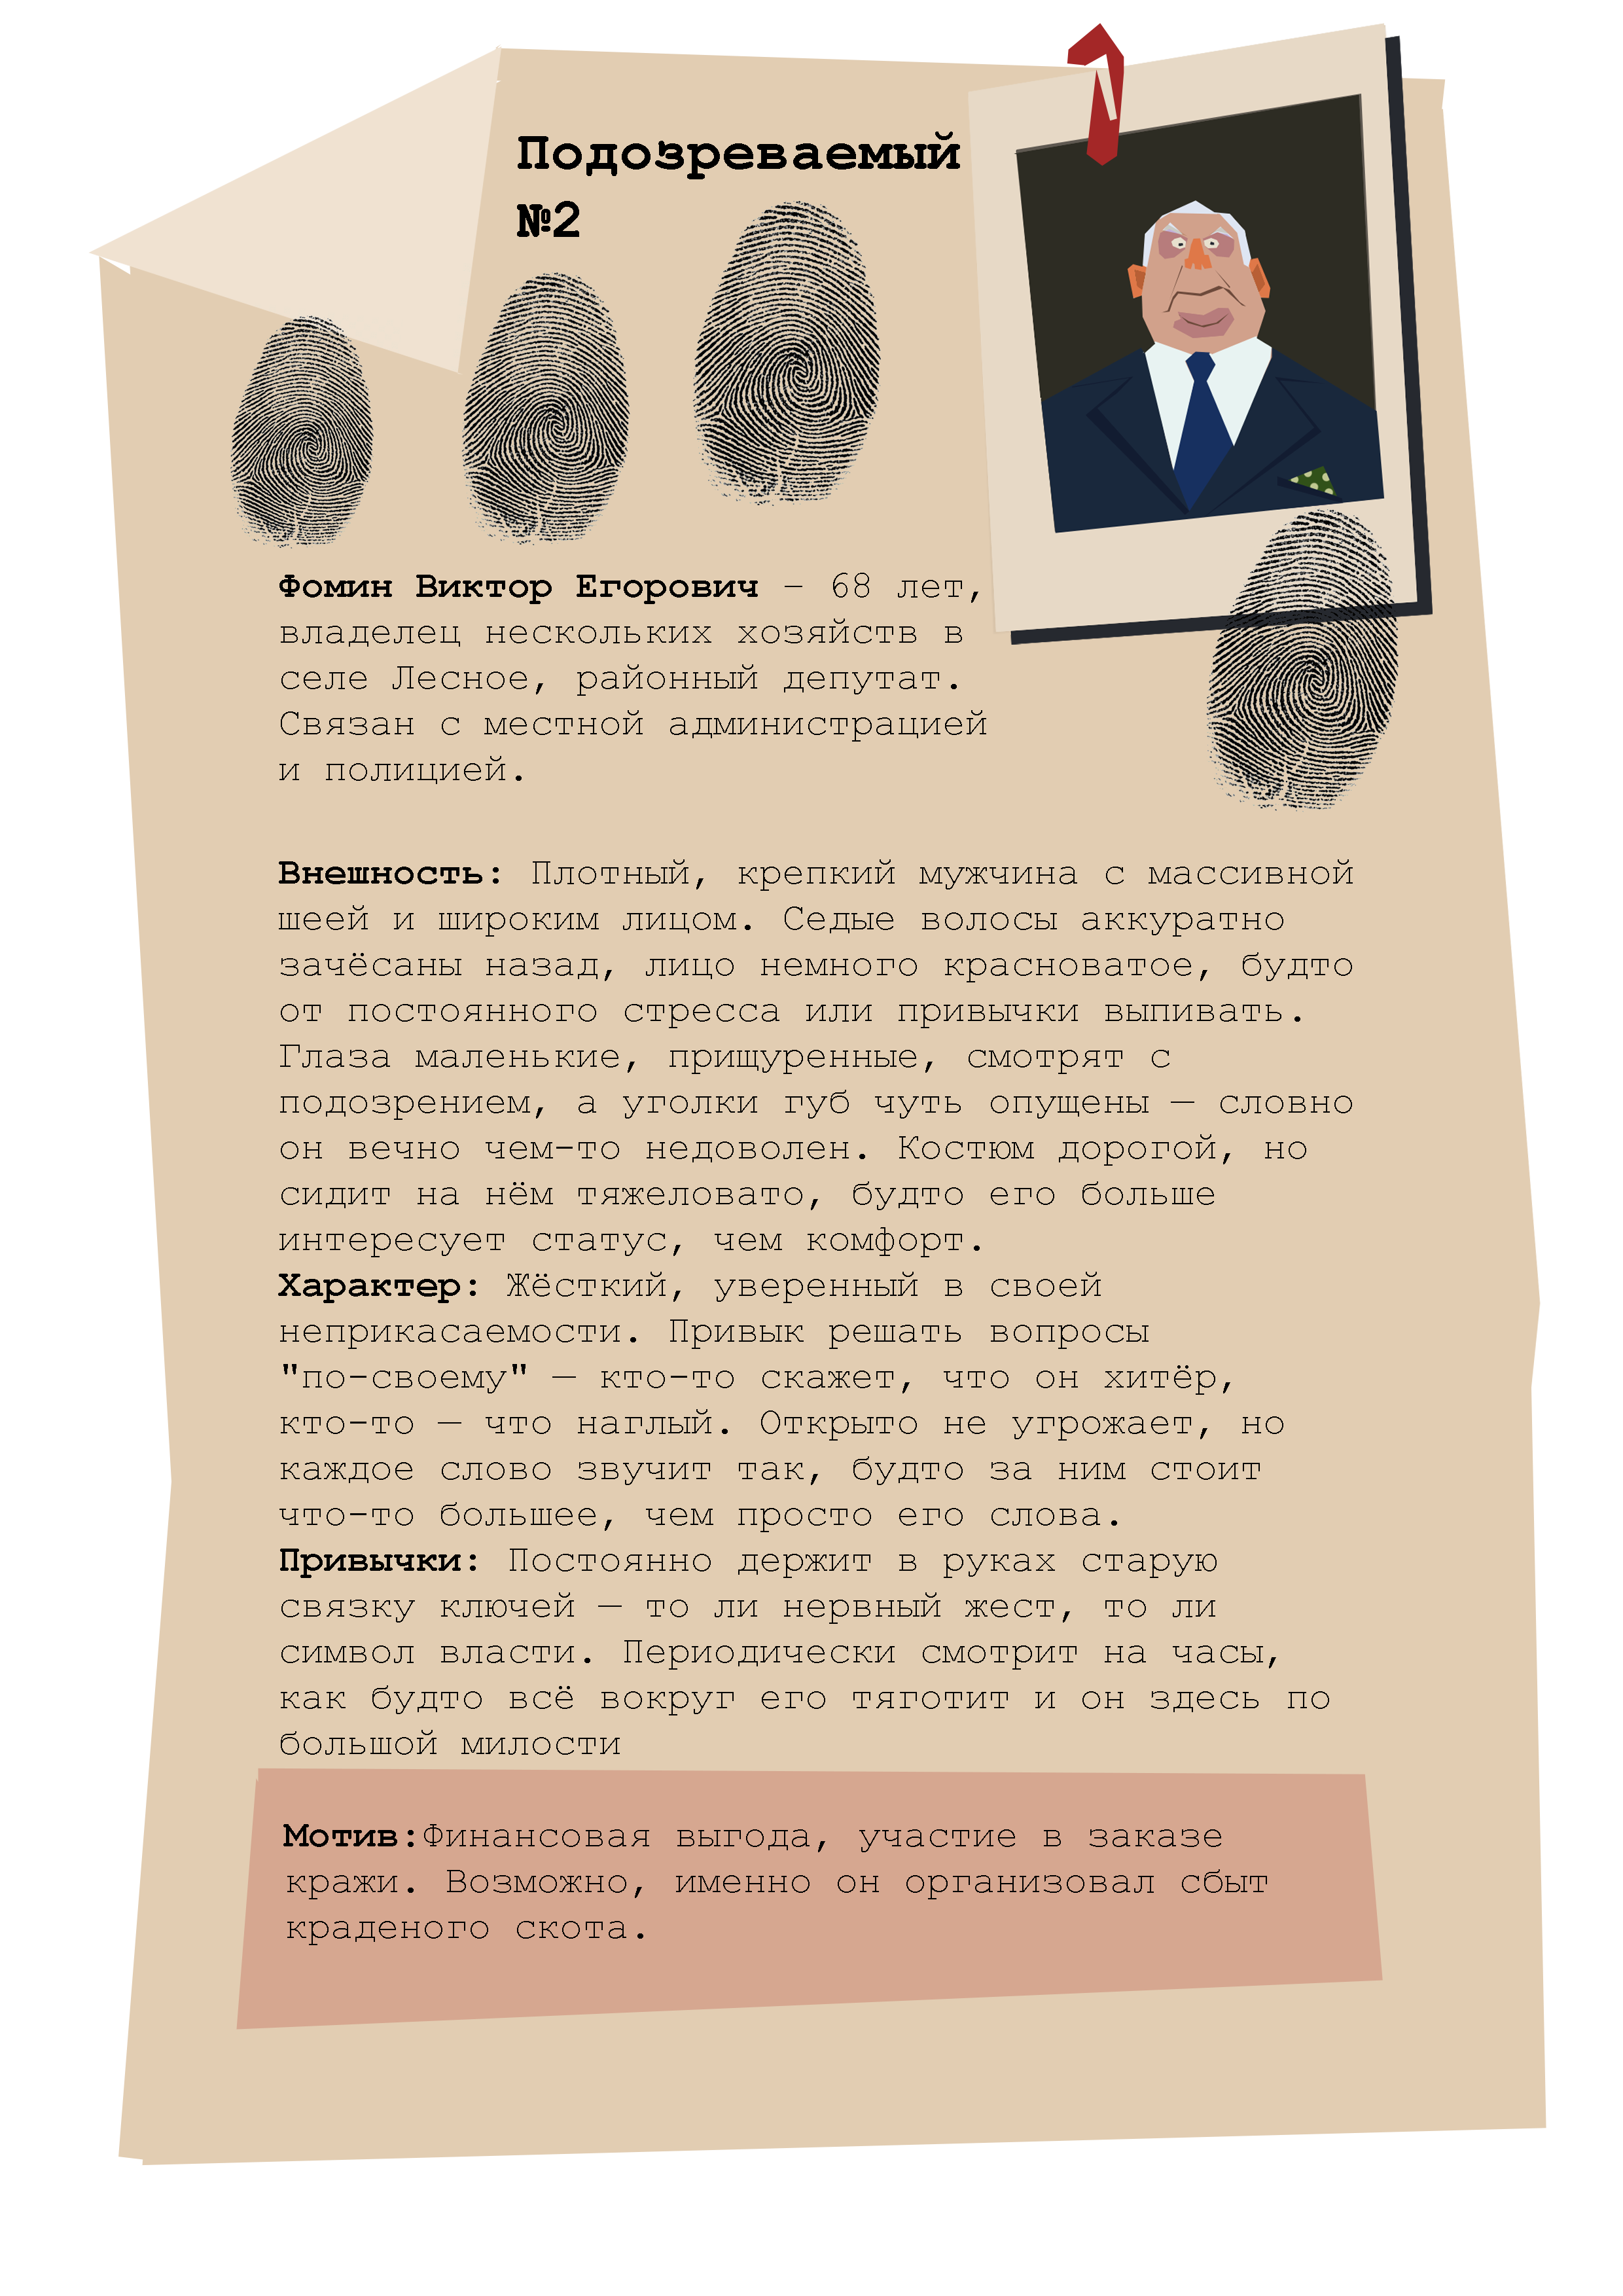 Подозреваемый
№2
Фомин Виктор Егорович – 68 лет,
владелец нескольких хозяйств в
селе Лесное, районный депутат.
Связан с местной администрацией
и полицией.
Внешность: Плотный, крепкий мужчина с массивной
шеей и широким лицом. Седые волосы аккуратно
зачёсаны назад, лицо немного красноватое, будто
от постоянного стресса или привычки выпивать.
Глаза маленькие, прищуренные, смотрят с
подозрением, а уголки губ чуть опущены — словно
он вечно чем-то недоволен. Костюм дорогой, но
сидит на нём тяжеловато, будто его больше
интересует статус, чем комфорт.
Характер: Жёсткий, уверенный в своей
неприкасаемости. Привык решать вопросы
"по-своему" — кто-то скажет, что он хитёр,
кто-то — что наглый. Открыто не угрожает, но
каждое слово звучит так, будто за ним стоит
что-то большее, чем просто его слова.
Привычки: Постоянно держит в руках старую
связку ключей — то ли нервный жест, то ли
символ власти. Периодически смотрит на часы,
как будто всё вокруг его тяготит и он здесь по
большой милости
Мотив:Финансовая выгода, участие в заказе
кражи. Возможно, именно он организовал сбыт
краденого скота.